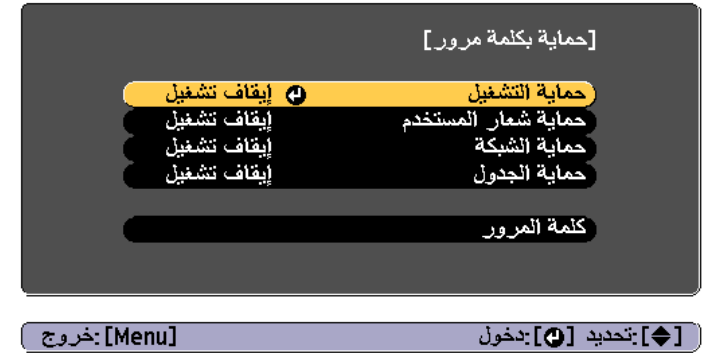 [حماية بكلمة مرور]
حماية التشغيل إيقاف تشغيل
حماية شعار المستخدم إيقاف تشغيل
حماية الشبكة إيقاف تشغيل
حماية الجدول إيقاف تشغيل
كلمة المرور
[◆]:تحديد [⏎]:دخول [Menu]:خروج